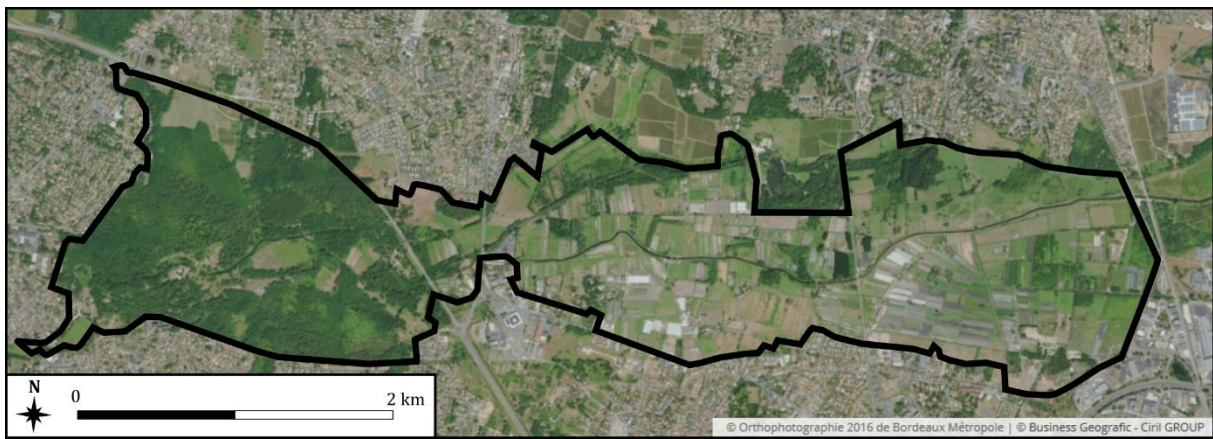 N
0 2 km
© Orthophotographie 2016 de Bordeaux Métropole | © Business Geografic - Ciril GROUP